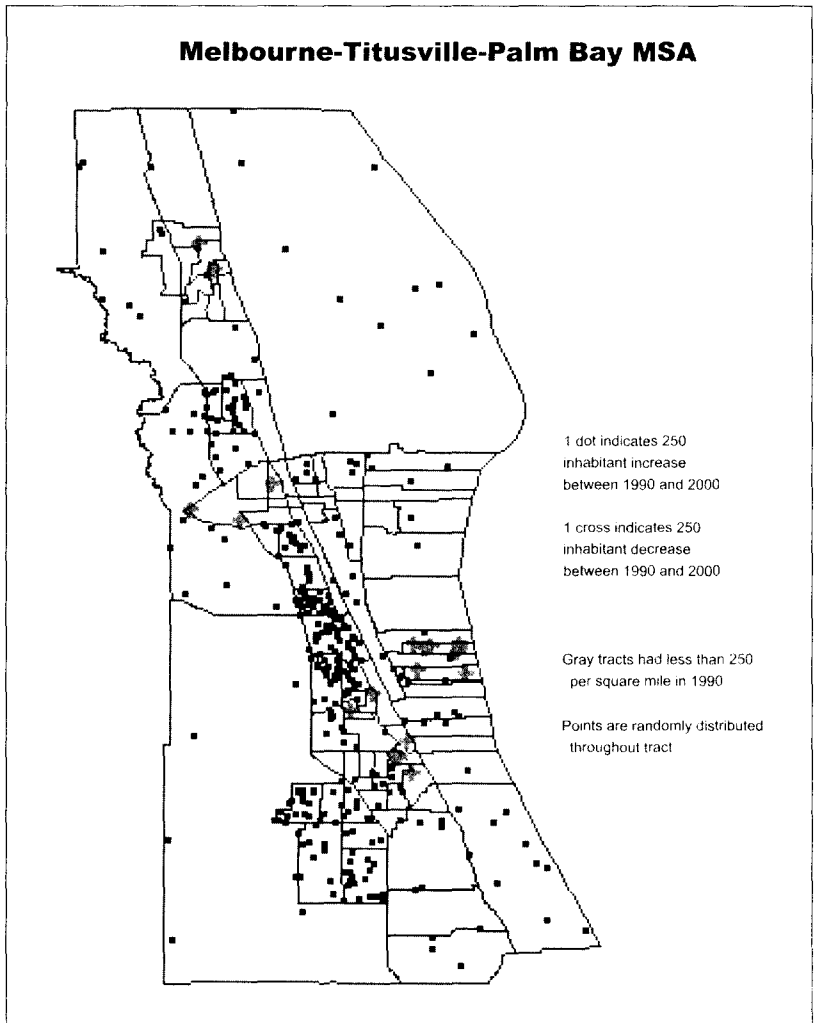 Melbourne-Titusville-Palm Bay MSA
1 dot indicates 250
inhabitant increase
between 1990 and 2000
1 cross indicates 250
inhabitant decrease
between 1990 and 2000
Gray tracts had less than 250
per square mile in 1990
Points are randomly distributed
throughout tract